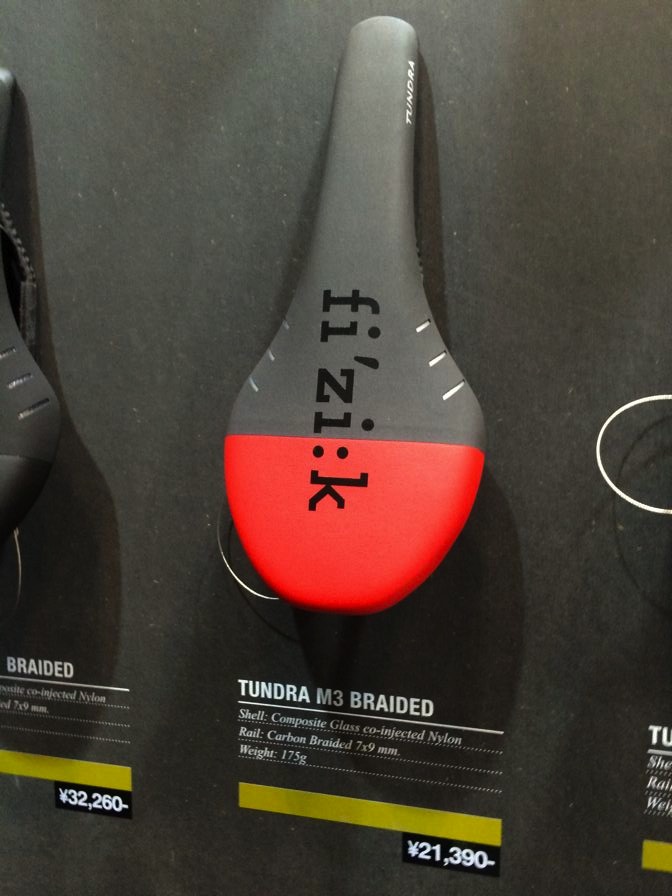 TUNDRA
fi'zi:k
BRAIDED
co-injected Nylon
7x9 mm.
¥32,260-
TUNDRA M3 BRAIDED
Shell: Composite Glass co-injected Nylon
Rail: Carbon Braided 7x9 mm.
Weight: 175g
¥21,390-